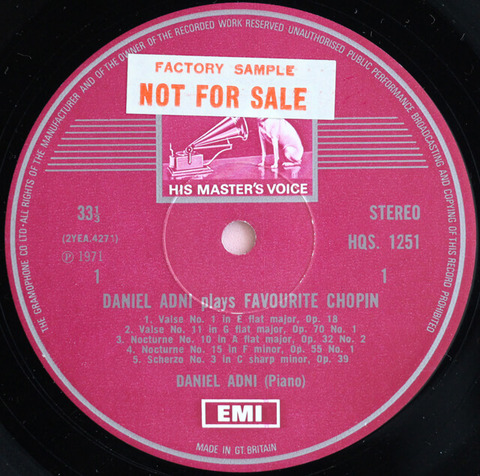 THE GRAMOPHONE CO LTD-ALL RIGHTS OF THE MANUFACTURER AND OF THE OWNER OF THE RECORDED WORK RESERVED UNAUTHORISED PUBLIC PERFORMANCE BROADCASTING AND COPYING OF THIS RECORD PROHIBITED
FACTORY SAMPLE
NOT FOR SALE
HIS MASTER'S VOICE
33⅓ STEREO
(2YEA.4271) HQS. 1251
℗ 1971
1 1
DANIEL ADNI plays FAVOURITE CHOPIN
1. Valse No. 1 in E flat major, Op. 18
2. Valse No. 11 in G flat major, Op. 70 No. 1
3. Nocturne No. 10 in A flat major, Op. 32 No. 2
4. Nocturne No. 15 in F minor, Op. 55 No. 1
5. Scherzo No. 3 in C sharp minor, Op. 39
DANIEL ADNI (Piano)
EMI
MADE IN GT. BRITAIN